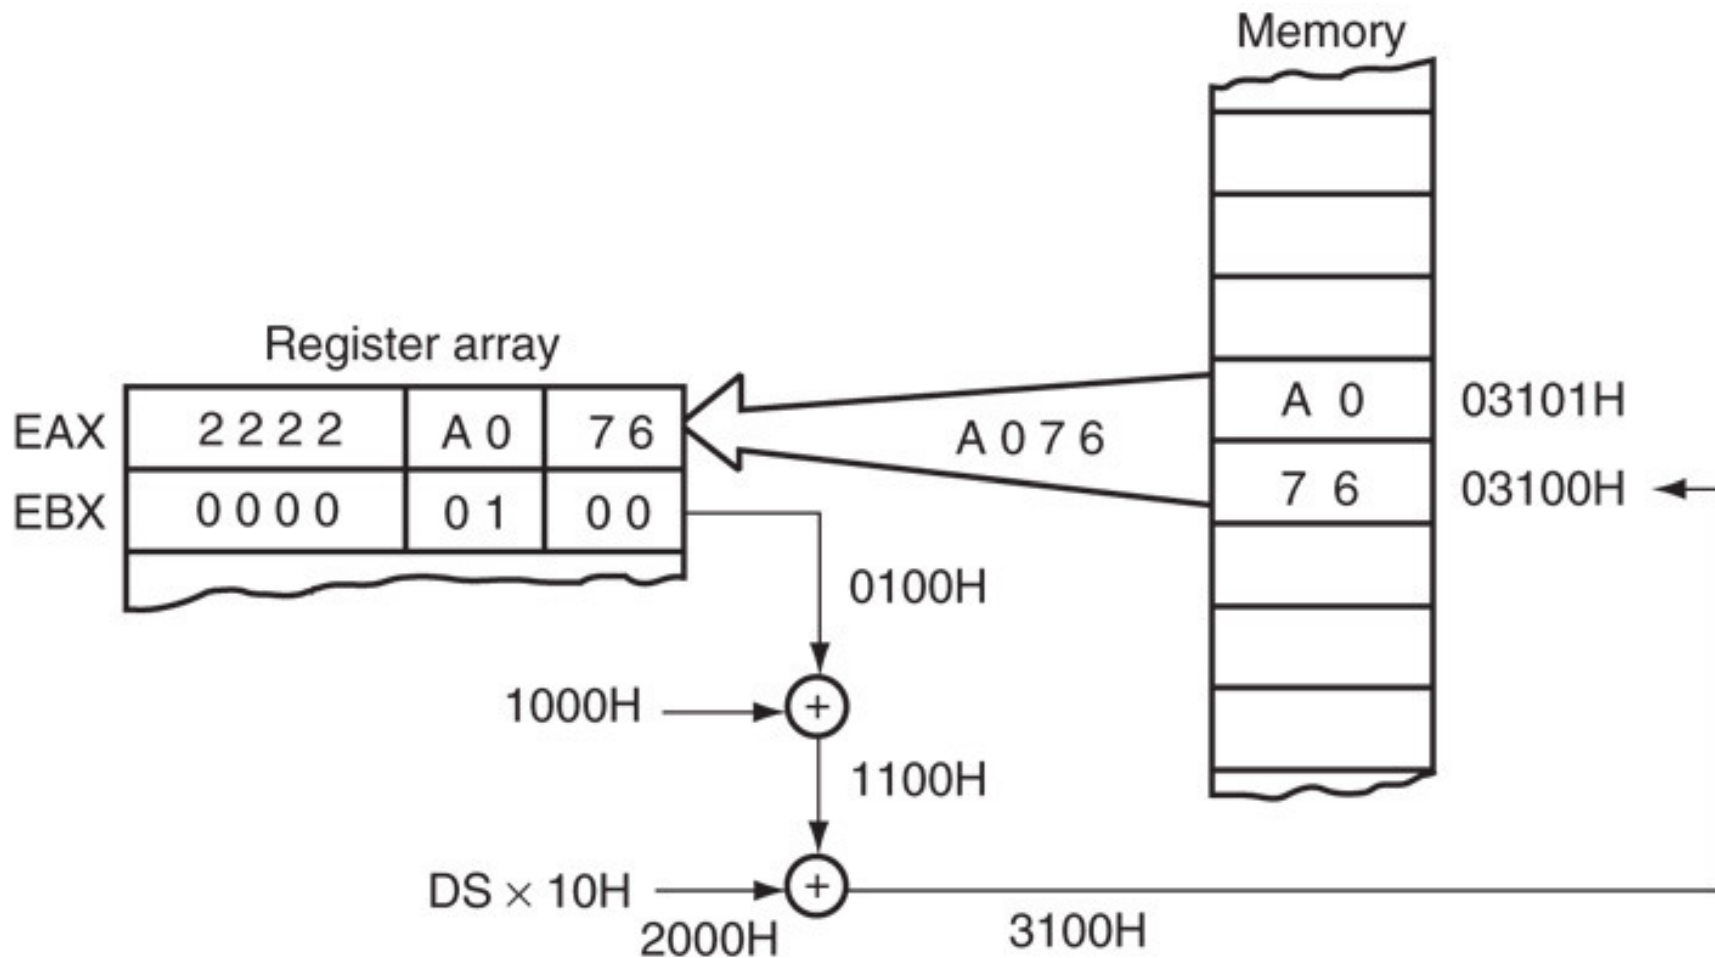 Memory
Register array
EAX 2 2 2 2 A 0 7 6
A 0 7 6
A 0 03101H
EBX 0 0 0 0 0 1 0 0
7 6 03100H
0100H
1000H +
1100H
DS × 10H +
2000H
3100H